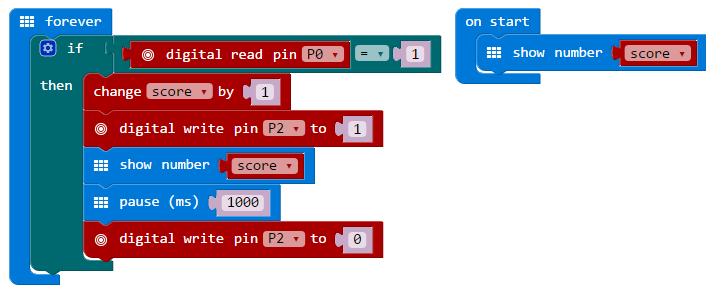 forever
if digital read pin P0 = 1
then
change score by 1
digital write pin P2 to 1
show number score
pause (ms) 1000
digital write pin P2 to 0
on start
show number score